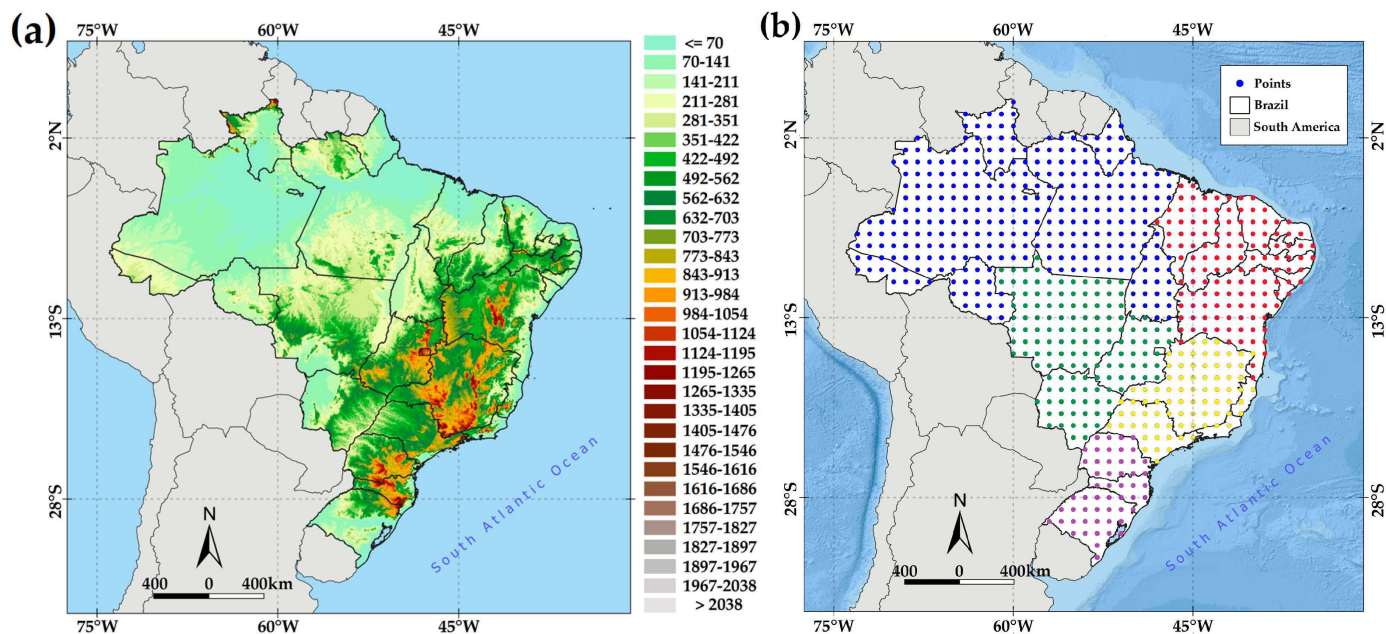 (a)
75°W
60°W
45°W
2°N
13°S
28°S
N
400
0
400km
South Atlantic Ocean
75°W
60°W
45°W
<= 70
70-141
141-211
211-281
281-351
351-422
422-492
492-562
562-632
632-703
703-773
773-843
843-913
913-984
984-1054
1054-1124
1124-1195
1195-1265
1265-1335
1335-1405
1405-1476
1476-1546
1546-1616
1616-1686
1686-1757
1757-1827
1827-1897
1897-1967
1967-2038
> 2038
(b)
75°W
60°W
45°W
Points
Brazil
South America
2°N
2°N
13°S
13°S
28°S
28°S
N
400
0
400km
South Atlantic Ocean
75°W
60°W
45°W